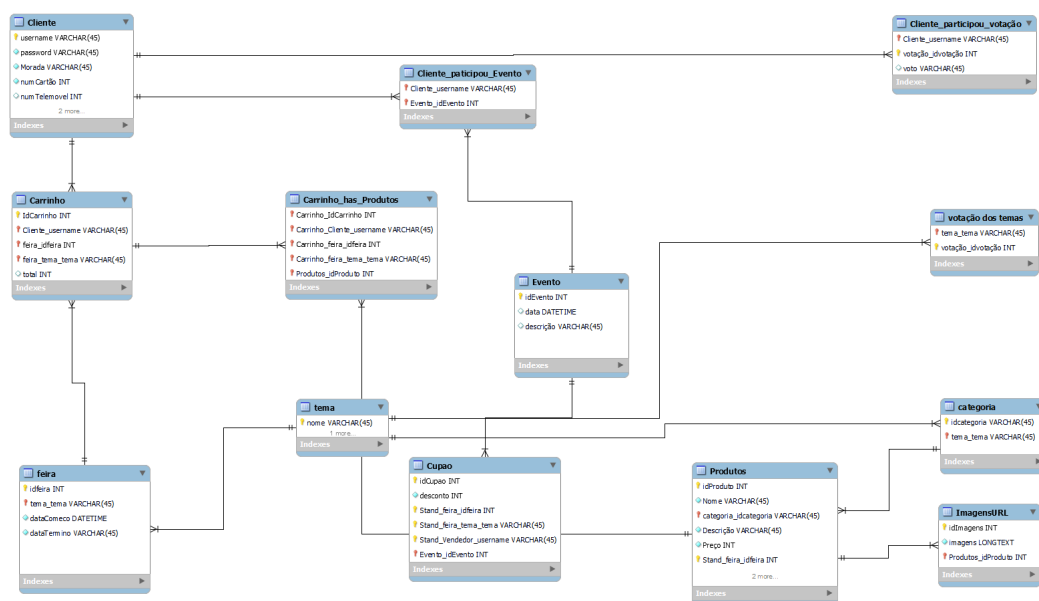 Cliente
username VARCHAR(45)
password VARCHAR(45)
Morada VARCHAR(45)
numCartão INT
numTelemovel INT
2 more...
Indexes
Cliente_participou_votação
Cliente_username VARCHAR(45)
votação_idvotação INT
voto VARCHAR(45)
Indexes
Cliente_paticipou_Evento
Cliente_username VARCHAR(45)
Evento_idEvento INT
Indexes
Carrinho
IdCarrinho INT
Cliente_username VARCHAR(45)
feira_idfeira INT
feira_tema_tema VARCHAR(45)
total INT
Indexes
Carrinho_has_Produtos
Carrinho_IdCarrinho INT
Carrinho_Cliente_username VARCHAR(45)
Carrinho_feira_idfeira INT
Carrinho_feira_tema_tema VARCHAR(45)
Produtos_idProduto INT
Indexes
votação dos temas
tema_tema VARCHAR(45)
votação_idvotação INT
Indexes
Evento
idEvento INT
data DATETIME
descrição VARCHAR(45)
Indexes
tema
nome VARCHAR(45)
1 more...
Indexes
categoria
idcategoria VARCHAR(45)
tema_tema VARCHAR(45)
Indexes
feira
idfeira INT
tema_tema VARCHAR(45)
dataComeco DATETIME
dataTermino VARCHAR(45)
Indexes
Cupao
idCupao INT
desconto INT
Stand_feira_idfeira INT
Stand_feira_tema_tema VARCHAR(45)
Stand_Vendedor_username VARCHAR(45)
Evento_idEvento INT
Indexes
Produtos
idProduto INT
Nome VARCHAR(45)
categoria_idcategoria VARCHAR(45)
Descrição VARCHAR(45)
Preço INT
Stand_feira_idfeira INT
2 more...
Indexes
ImagensURL
idImagens INT
imagens LONGTEXT
Produtos_idProduto INT
Indexes